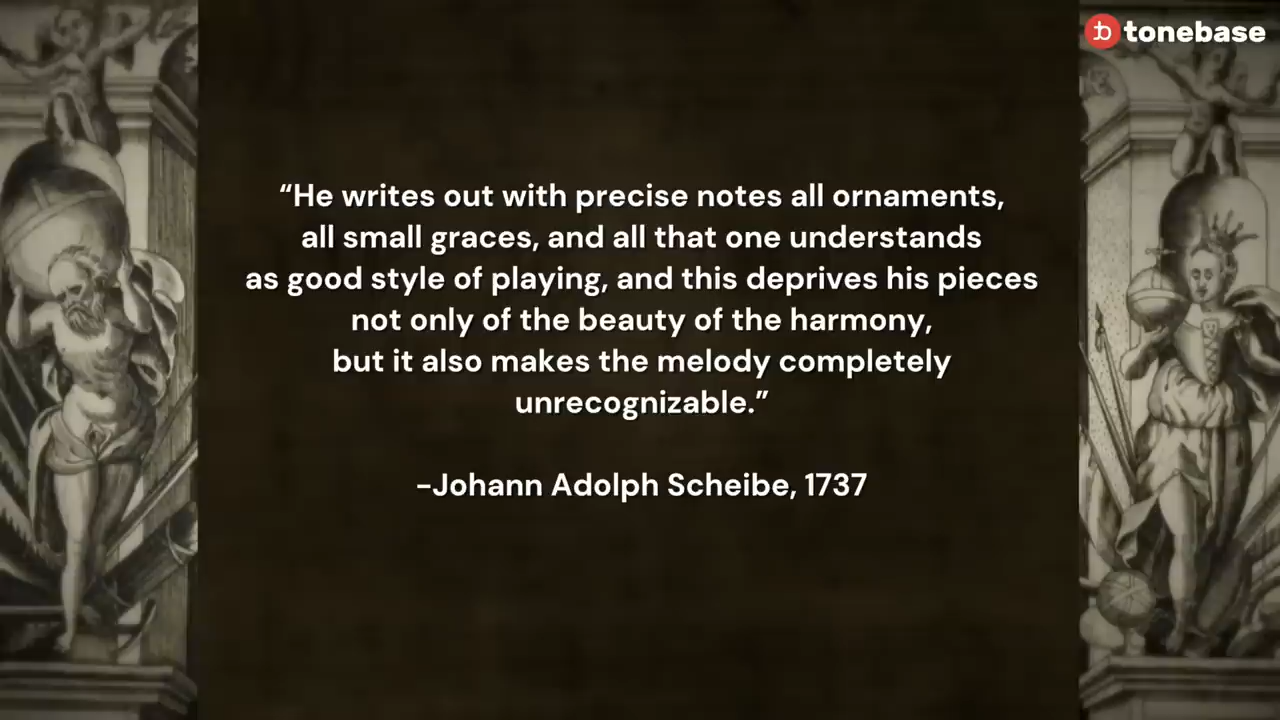 tonebase
“He writes out with precise notes all ornaments,
all small graces, and all that one understands
as good style of playing, and this deprives his pieces
not only of the beauty of the harmony,
but it also makes the melody completely
unrecognizable.”
-Johann Adolph Scheibe, 1737